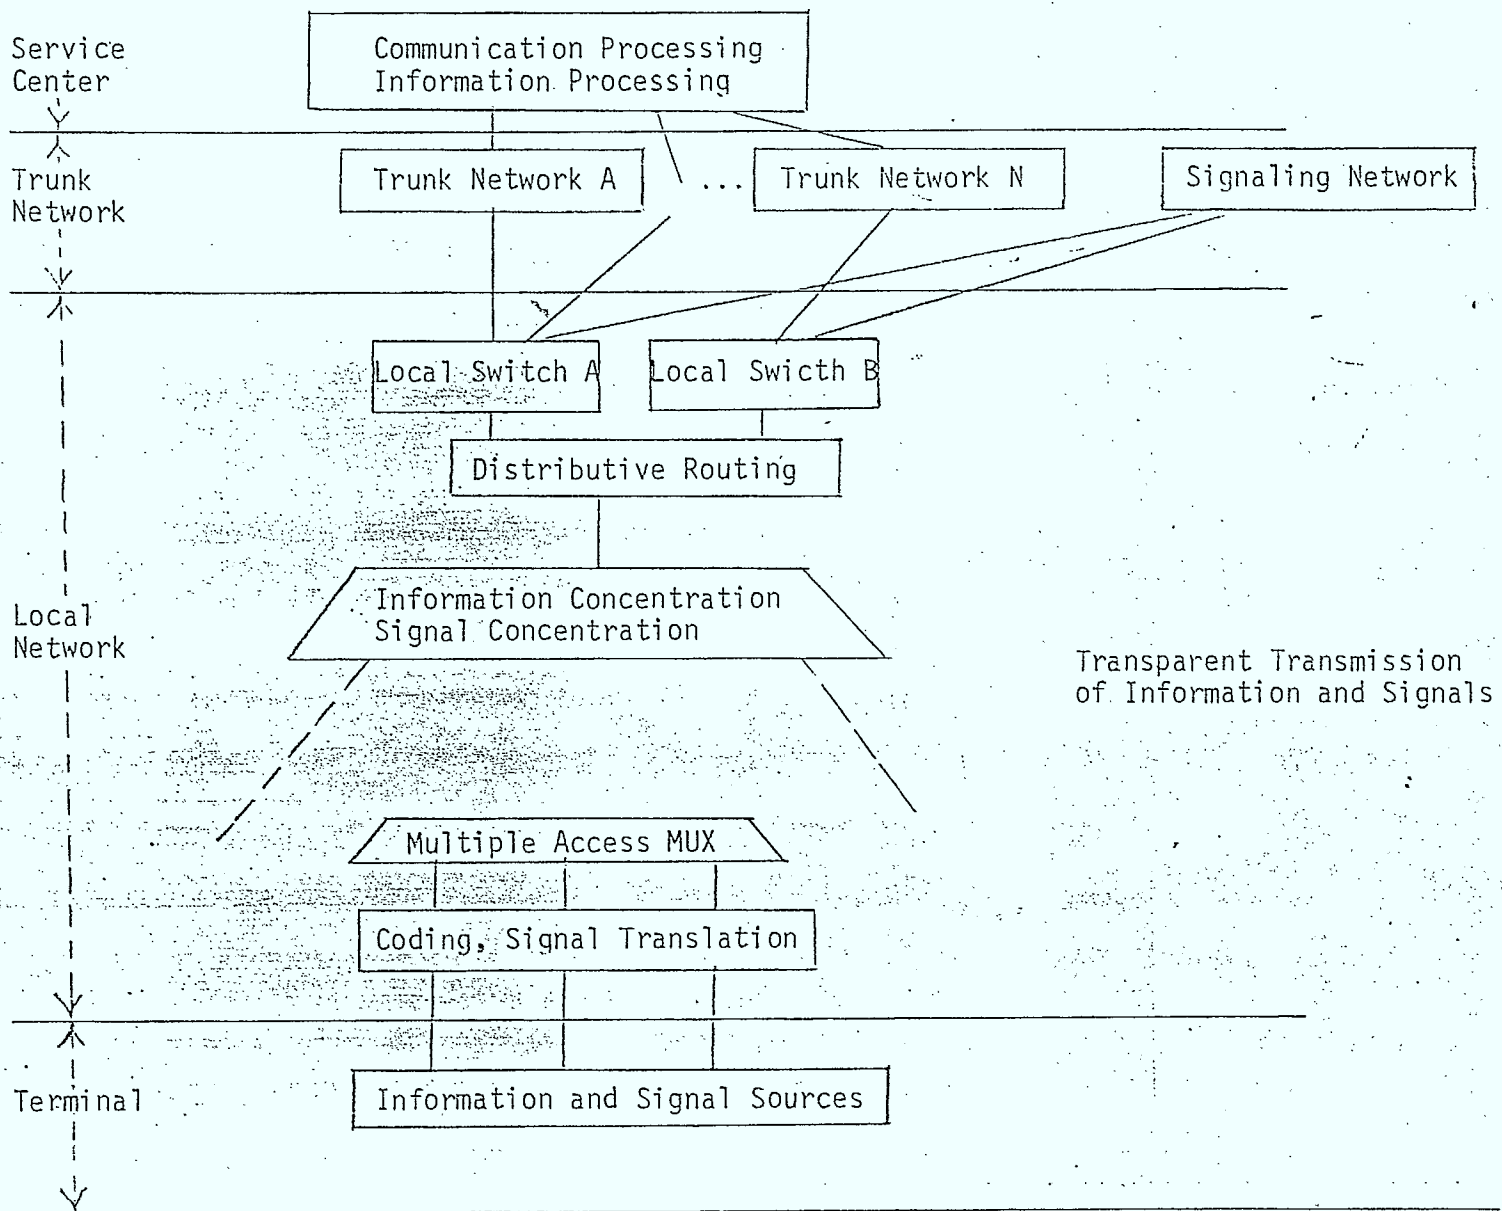 Service
Center
Communication Processing
Information Processing
Trunk
Network
Trunk Network A
...
Trunk Network N
Signaling Network
Local Switch A
Local Swicth B
Distributive Routing
Local
Network
Information Concentration
Signal Concentration
Transparent Transmission
of Information and Signals
Multiple Access MUX
Coding, Signal Translation
Terminal
Information and Signal Sources